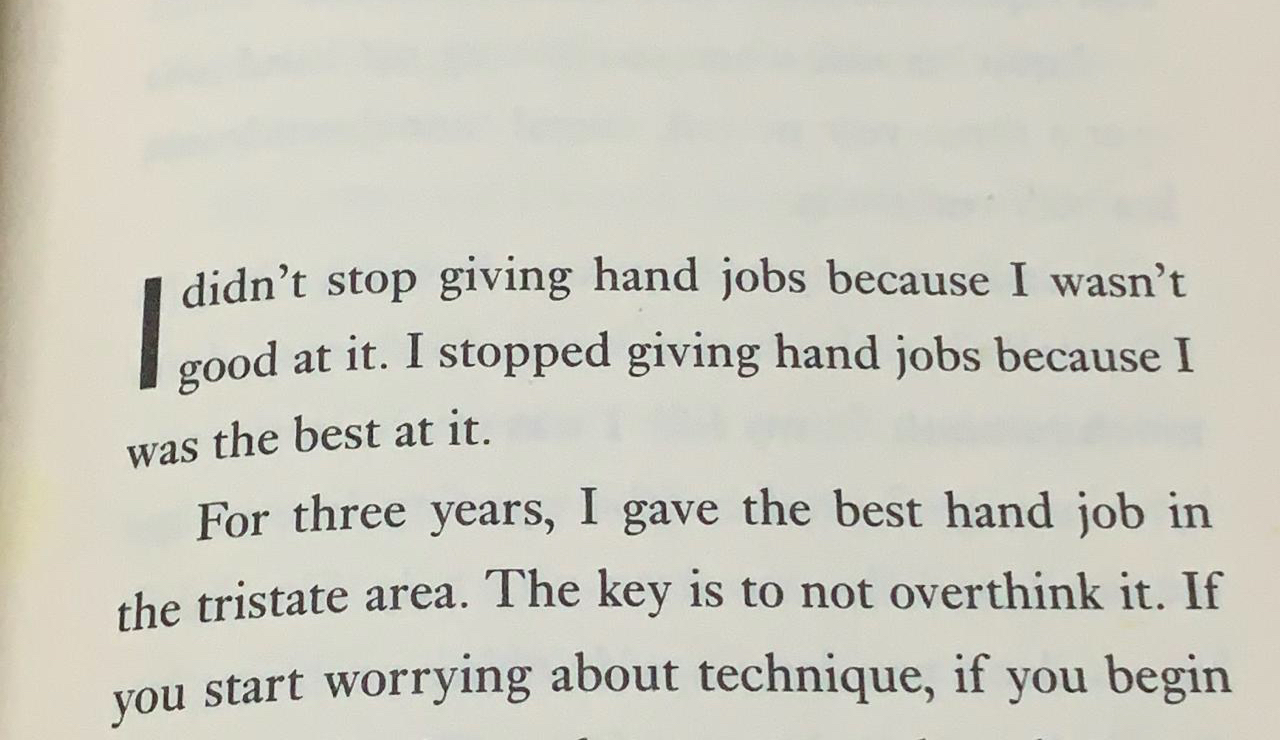 I didn't stop giving hand jobs because I wasn't
good at it. I stopped giving hand jobs because I
was the best at it.
For three years, I gave the best hand job in
the tristate area. The key is to not overthink it. If
you start worrying about technique, if you begin